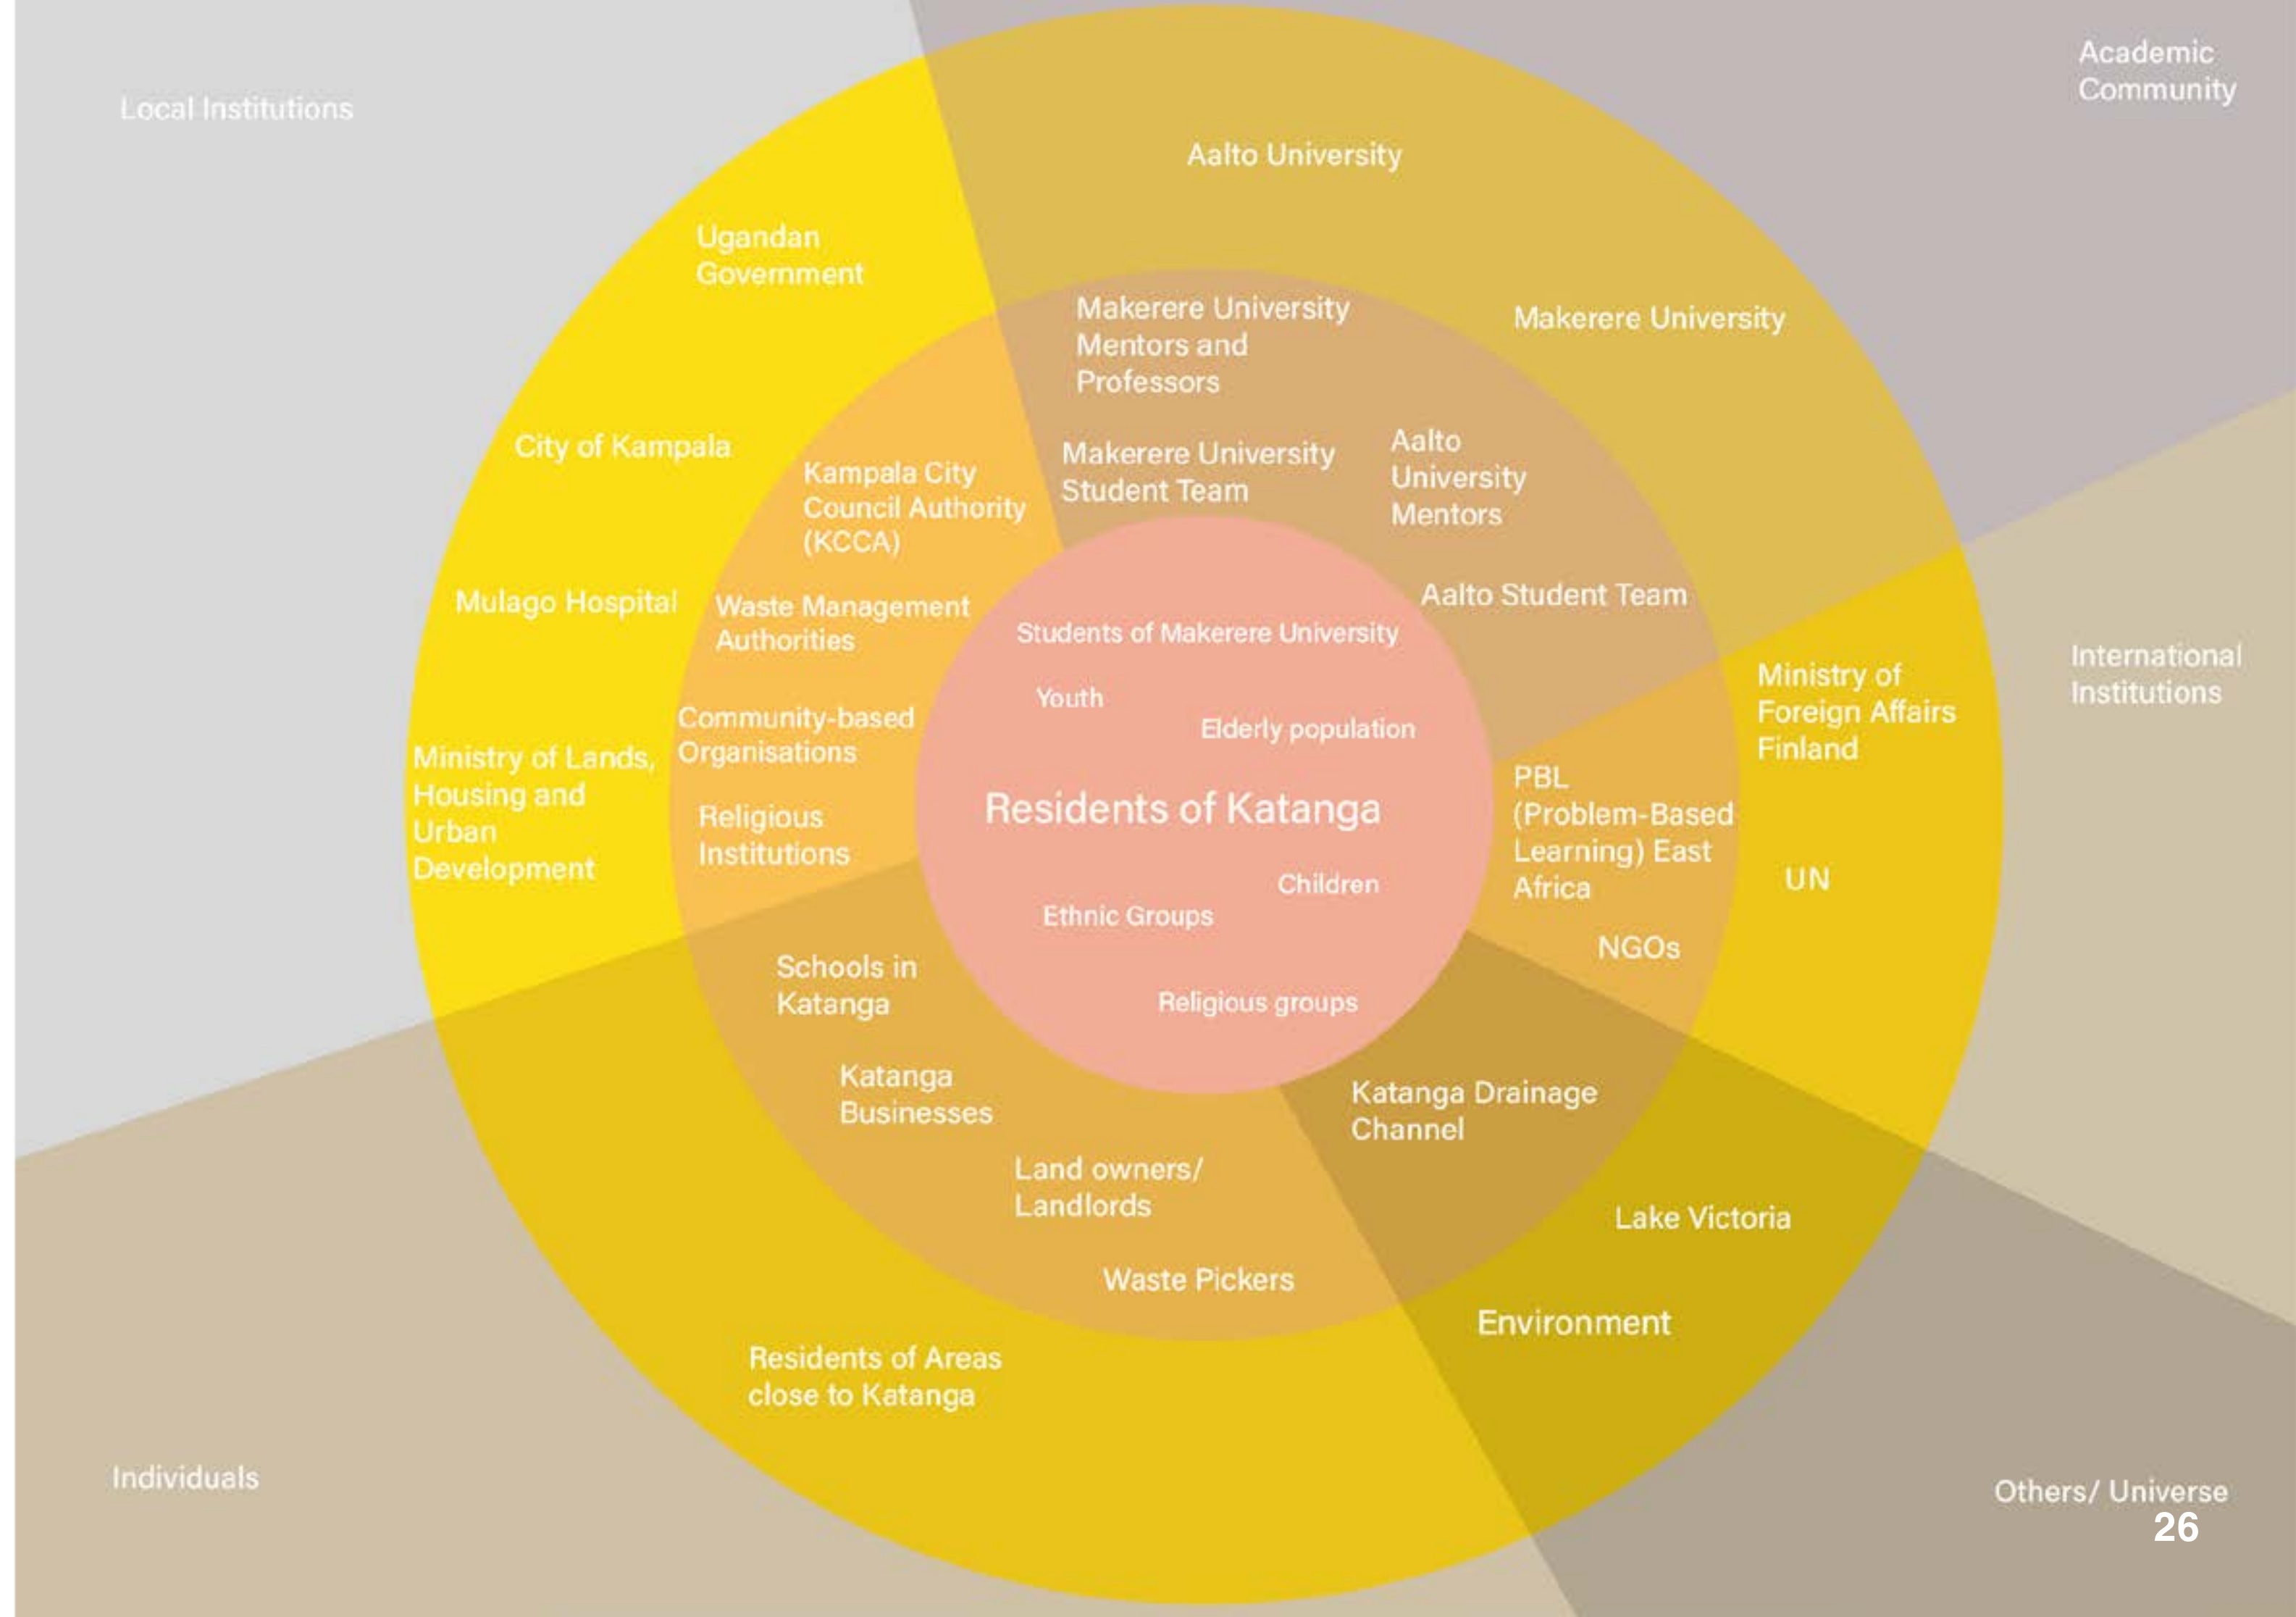 Local Institutions
Academic
Community
Aalto University
Ugandan
Government
Makerere University
Mentors and
Professors
Makerere University
City of Kampala
Kampala City
Council Authority
(KCCA)
Makerere University
Student Team
Aalto
University
Mentors
Mulago Hospital
Waste Management
Authorities
Aalto Student Team
Students of Makerere University
Youth
Elderly population
International
Institutions
Ministry of
Foreign Affairs
Finland
Community-based
Organisations
Ministry of Lands,
Housing and
Urban
Development
Religious
Institutions
Residents of Katanga
PBL
(Problem-Based
Learning) East
Africa
UN
Children
Ethnic Groups
NGOs
Schools in
Katanga
Religious groups
Katanga
Businesses
Katanga Drainage
Channel
Land owners/
Landlords
Lake Victoria
Waste Pickers
Environment
Residents of Areas
close to Katanga
Individuals
Others/ Universe
26